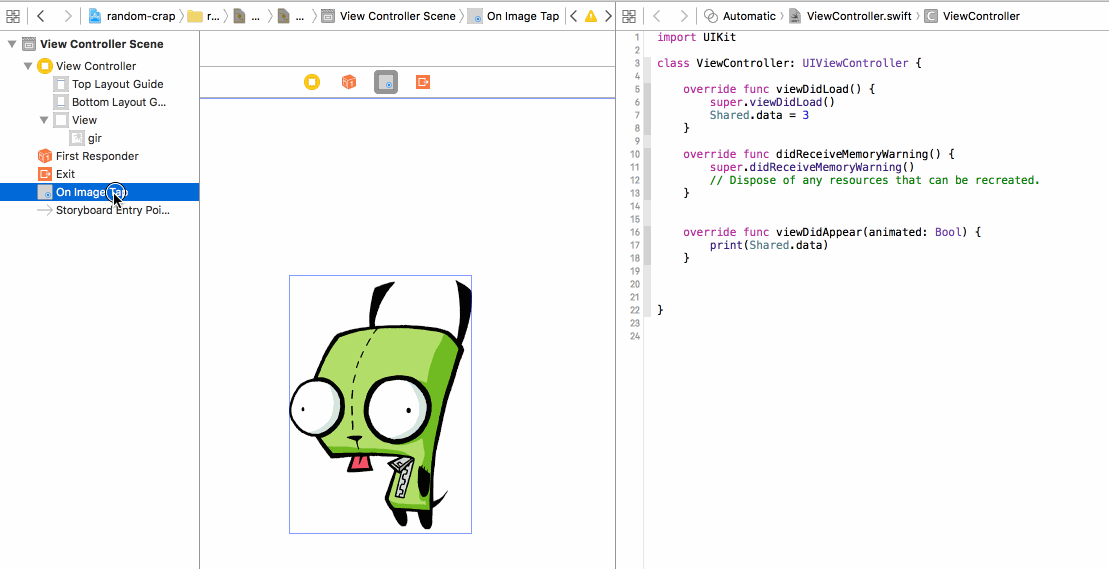 random-crap
r...
...
...
View Controller Scene
On Image Tap
Automatic
ViewController.swift
C ViewController
View Controller Scene
View Controller
Top Layout Guide
Bottom Layout G...
View
gir
First Responder
Exit
On Image Tap
Storyboard Entry Poi...
1 import UIKit
2
3 class ViewController: UIViewController {
4
5 override func viewDidLoad() {
6 super.viewDidLoad()
7 Shared.data = 3
8 }
9
10 override func didReceiveMemoryWarning() {
11 super.didReceiveMemoryWarning()
12 // Dispose of any resources that can be recreated.
13 }
14
15
16 override func viewDidAppear(animated: Bool) {
17 print(Shared.data)
18 }
19
20
21
22 }
23
24